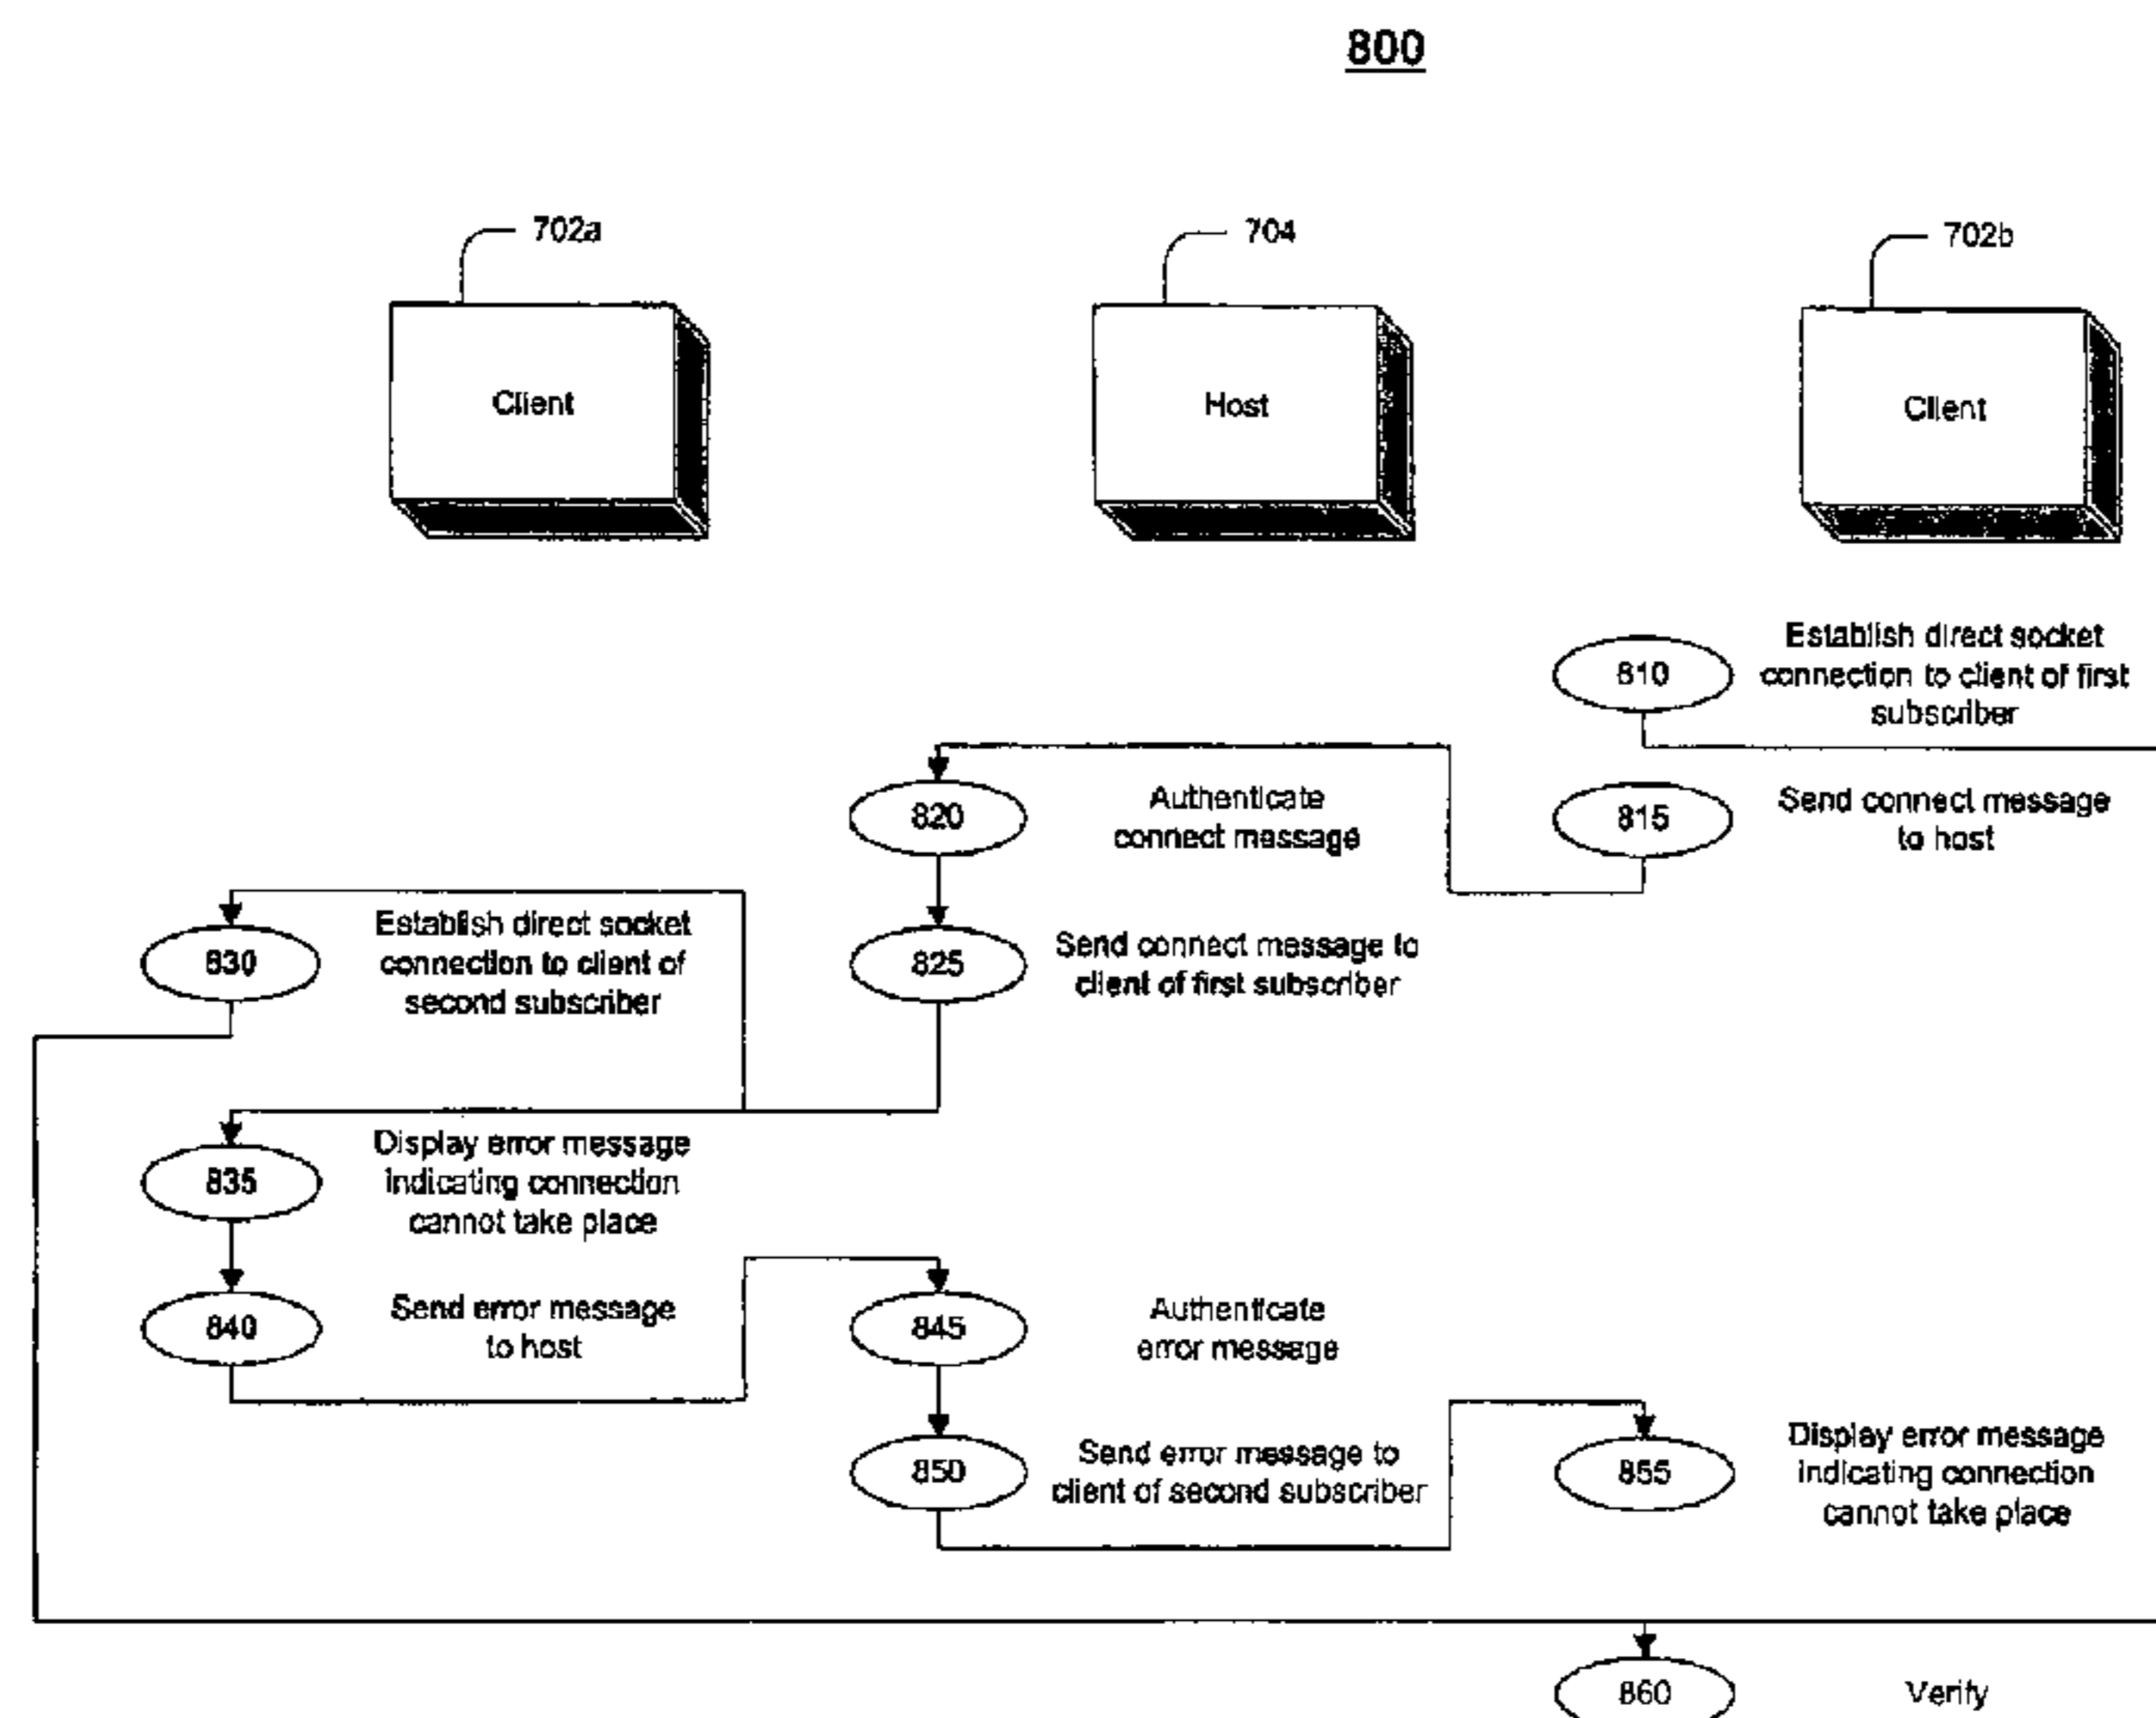 800
702a
704
702b
Client
Host
Client
810
Establish direct socket
connection to client of first
subscriber
820
Authenticate
connect message
815
Send connect message
to host
830
Establish direct socket
connection to client of
second subscriber
825
Send connect message to
client of first subscriber
835
Display error message
indicating connection
cannot take place
840
Send error message
to host
845
Authenticate
error message
850
Send error message to
client of second subscriber
855
Display error message
indicating connection
cannot take place
860
Verify